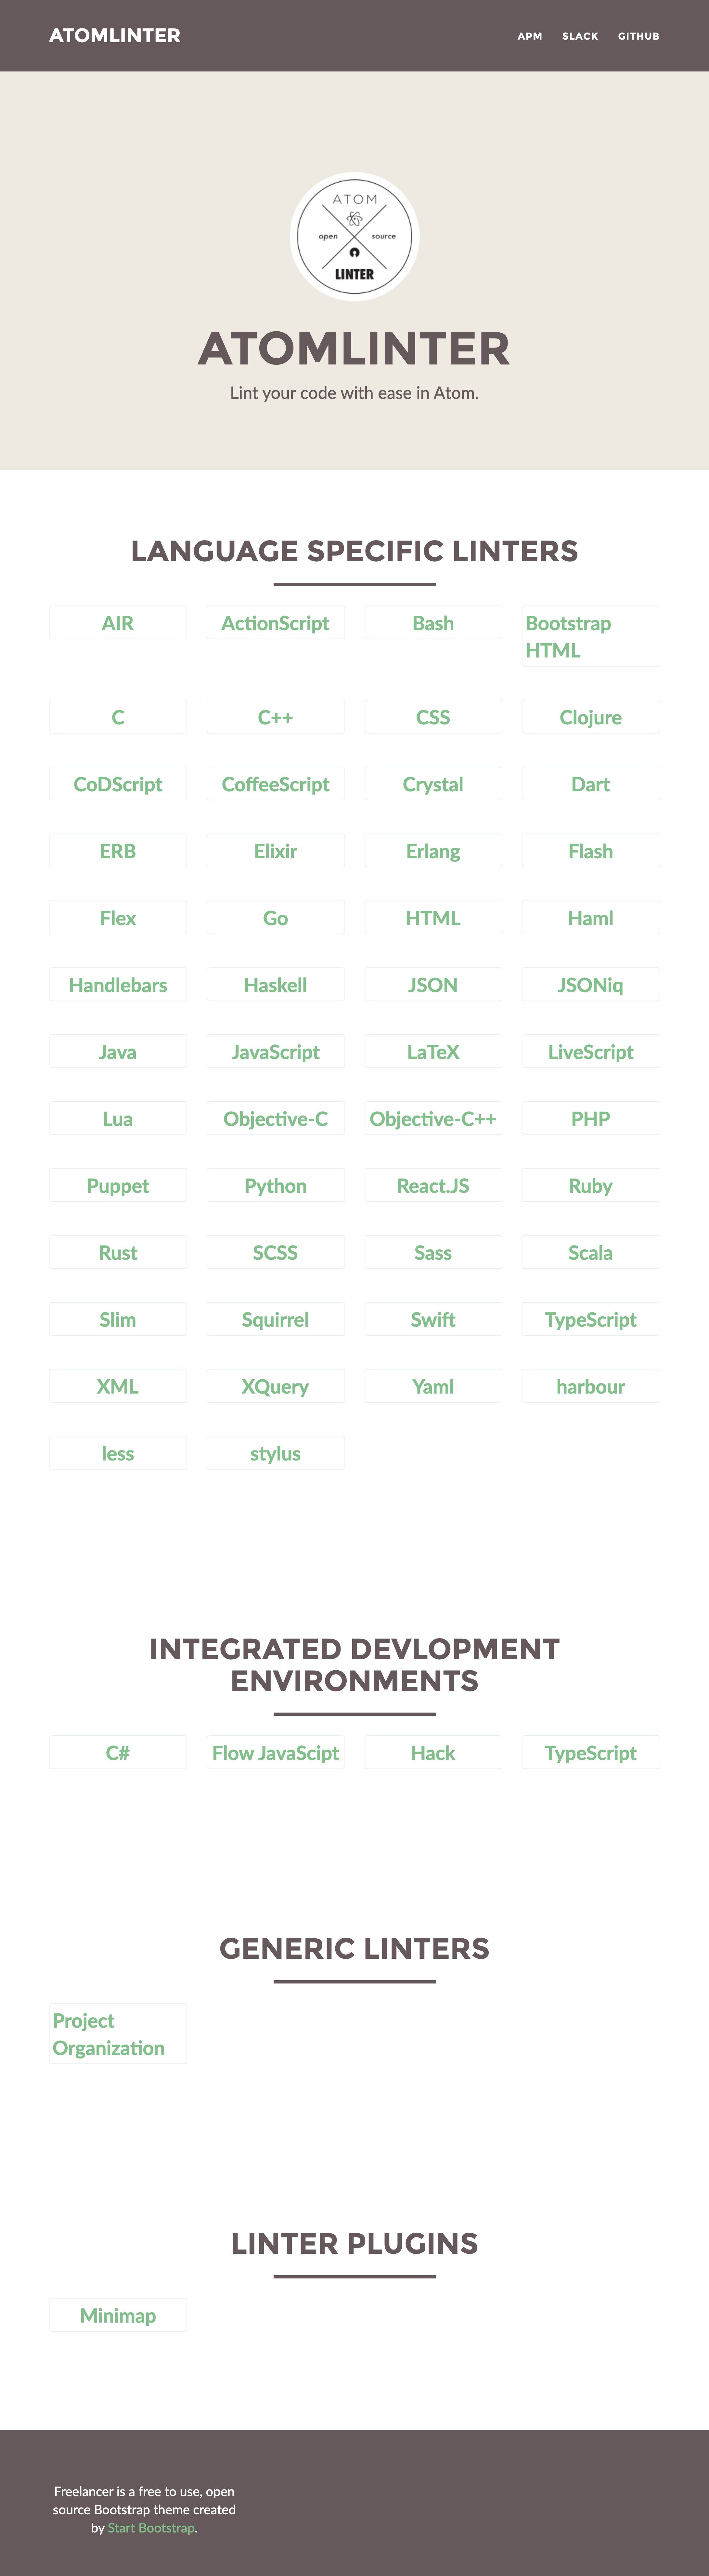 ATOMLINTER
APM SLACK GITHUB
ATOM
open source
LINTER
ATOMLINTER
Lint your code with ease in Atom.
LANGUAGE SPECIFIC LINTERS
AIR
ActionScript
Bash
Bootstrap
HTML
C
C++
CSS
Clojure
CoDScript
CoffeeScript
Crystal
Dart
ERB
Elixir
Erlang
Flash
Flex
Go
HTML
Haml
Handlebars
Haskell
JSON
JSONiq
Java
JavaScript
LaTeX
LiveScript
Lua
Objective-C
Objective-C++
PHP
Puppet
Python
React.JS
Ruby
Rust
SCSS
Sass
Scala
Slim
Squirrel
Swift
TypeScript
XML
XQuery
Yaml
harbour
less
stylus
INTEGRATED DEVLOPMENT
ENVIRONMENTS
C#
Flow JavaScipt
Hack
TypeScript
GENERIC LINTERS
Project
Organization
LINTER PLUGINS
Minimap
Freelancer is a free to use, open
source Bootstrap theme created
by Start Bootstrap.